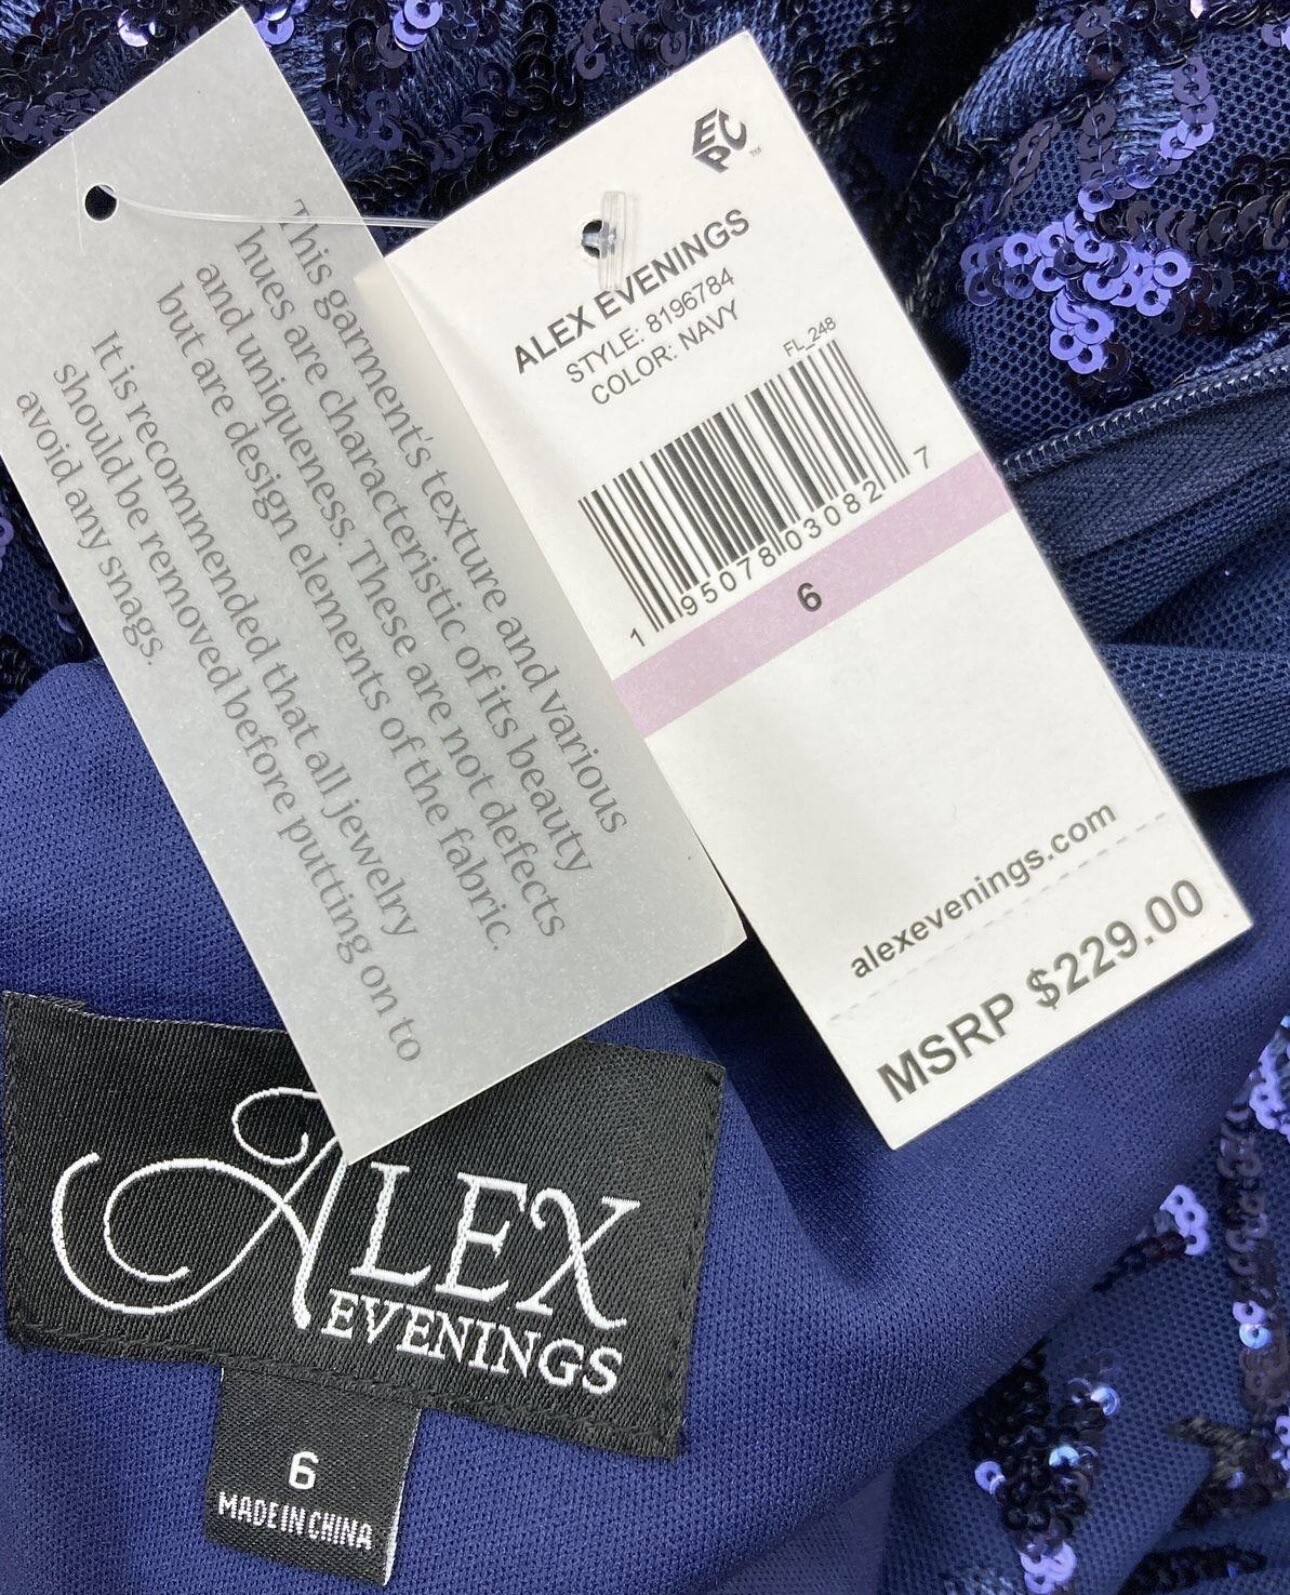 This garment's texture and various
hues are characteristic of its beauty
and uniqueness. These are not defects
but are design elements of the fabric.
It is recommended that all jewelry
should be removed before putting on to
avoid any snags.
EPC
TM
ALEX EVENINGS
STYLE: 8196784
COLOR: NAVY
FL_248
1 95078 03082 7
6
alexevenings.com
MSRP $229.00
ALEX
EVENINGS
6
MADE IN CHINA